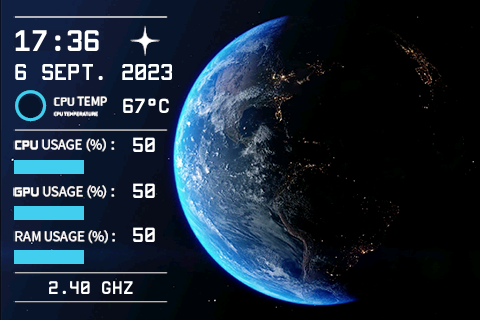 17:36
6 SEPT. 2023
CPU TEMP 67°C
CPU TEMPERATURE
CPU USAGE (%): 50
GPU USAGE (%): 50
RAM USAGE (%): 50
2.40 GHZ